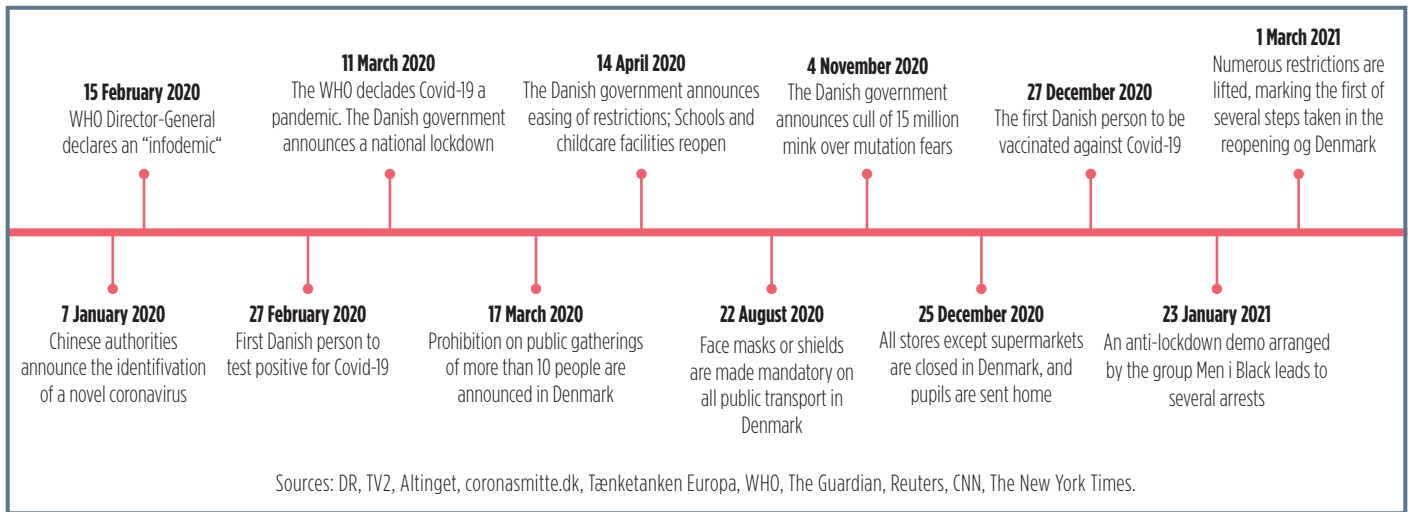 15 February 2020
WHO Director-General
declares an “infodemic“
11 March 2020
The WHO declades Covid-19 a
pandemic. The Danish government
announces a national lockdown
14 April 2020
The Danish government announces
easing of restrictions; Schools and
childcare facilities reopen
4 November 2020
The Danish government
announces cull of 15 million
mink over mutation fears
27 December 2020
The first Danish person to be
vaccinated against Covid-19
1 March 2021
Numerous restrictions are
lifted, marking the first of
several steps taken in the
reopening og Denmark
7 January 2020
Chinese authorities
announce the identifivation
of a novel coronavirus
27 February 2020
First Danish person to
test positive for Covid-19
17 March 2020
Prohibition on public gatherings
of more than 10 people are
announced in Denmark
22 August 2020
Face masks or shields
are made mandatory on
all public transport in
Denmark
25 December 2020
All stores except supermarkets
are closed in Denmark, and
pupils are sent home
23 January 2021
An anti-lockdown demo arranged
by the group Men i Black leads to
several arrests
Sources: DR, TV2, Altinget, coronasmitte.dk, Tænketanken Europa, WHO, The Guardian, Reuters, CNN, The New York Times.